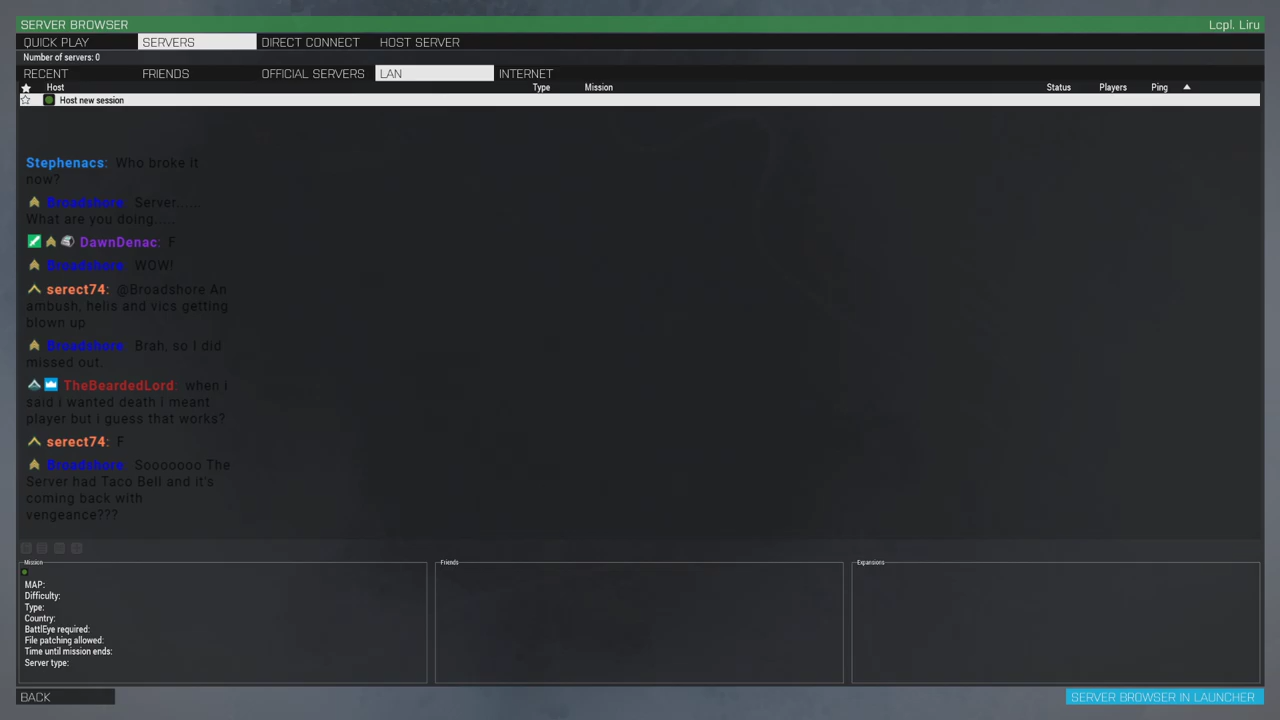 SERVER BROWSER
Lcpl. Liru
QUICK PLAY
SERVERS
DIRECT CONNECT
HOST SERVER
Number of servers: 0
RECENT
FRIENDS
OFFICIAL SERVERS
LAN
INTERNET
Host
Type
Mission
Status
Players
Ping
Host new session
Stephenacs: Who broke it
now?
Broadshore: Server......
What are you doing.....
DawnDenac: F
Broadshore: WOW!
serect74: @Broadshore An
ambush, helis and vics getting
blown up
Broadshore: Brah, so I did
missed out.
TheBeardedLord: when I
said i wanted death I meant
player but i guess that works?
serect74: F
Broadshore: Sooooooo The
Server had Taco Bell and it's
coming back with
vengeance???
Mission
MAP:
Difficulty:
Type:
Country:
BattlEye required:
File patching allowed:
Time until mission ends:
Server type:
Friends
Expansions
BACK
SERVER BROWSER IN LAUNCHER